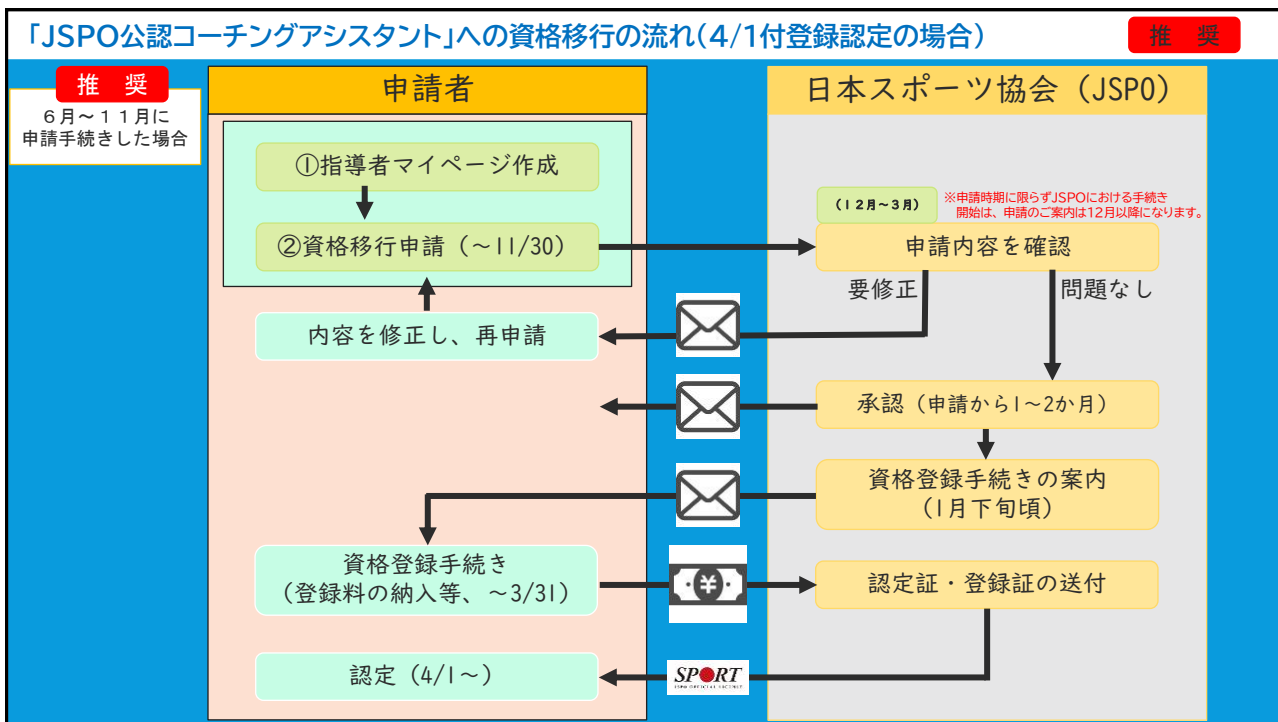 「JSPO公認コーチングアシスタント」への資格移行の流れ(4/1付登録認定の場合)
推 奨
推 奨
6月~11月に
申請手続きした場合
申請者
日本スポーツ協会(JSPO)
①指導者マイページ作成
②資格移行申請(~11/30)
(12月~3月)
※申請時期に限らずJSPOにおける手続き
開始は、申請のご案内は12月以降になります。
申請内容を確認
要修正
問題なし
内容を修正し、再申請
承認(申請から1~2か月)
資格登録手続きの案内
(1月下旬頃)
資格登録手続き
(登録料の納入等、~3/31)
¥
認定証・登録証の送付
認定(4/1~)
SPORT